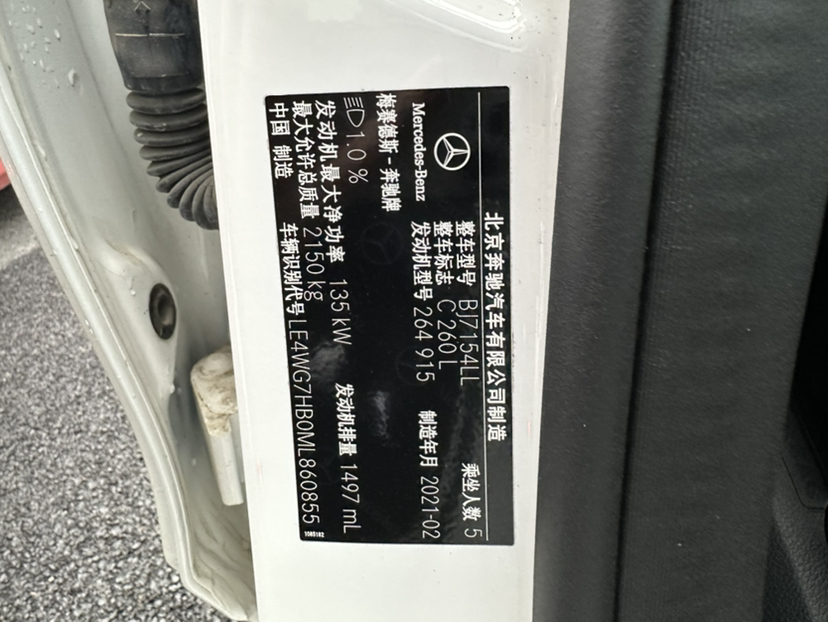 北京奔驰汽车有限公司制造
Mercedes-Benz
梅赛德斯-奔驰牌
整车型号 BJ7154LL 乘坐人数 5
整车标志 C 260 L
发动机型号 264 915 制造年月 2021-02
1.0 %
发动机最大净功率 135 kW 发动机排量 1497 mL
最大允许总质量 2150 kg
中国 制造 车辆识别代号 LE4WG7HB0ML860855